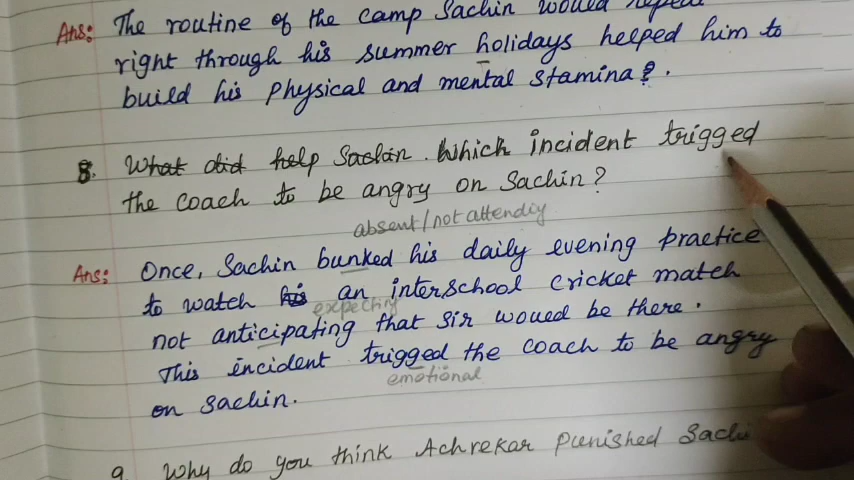 Ans: The routine of the camp Sachin would repeat
right through his summer holidays helped him to
build his physical and mental stamina?.
8. What did help Sachin. Which incident trigged
the coach to be angry on Sachin?
absent/not attendiy
Ans: Once, Sachin bunked his daily evening practice
to watch his an interschool cricket match
expecting
not anticipating that sir woued be there.
This incident trigged the coach to be angry
emotional
on Sachin.
9. Why do you think Achrekar punished Sachi